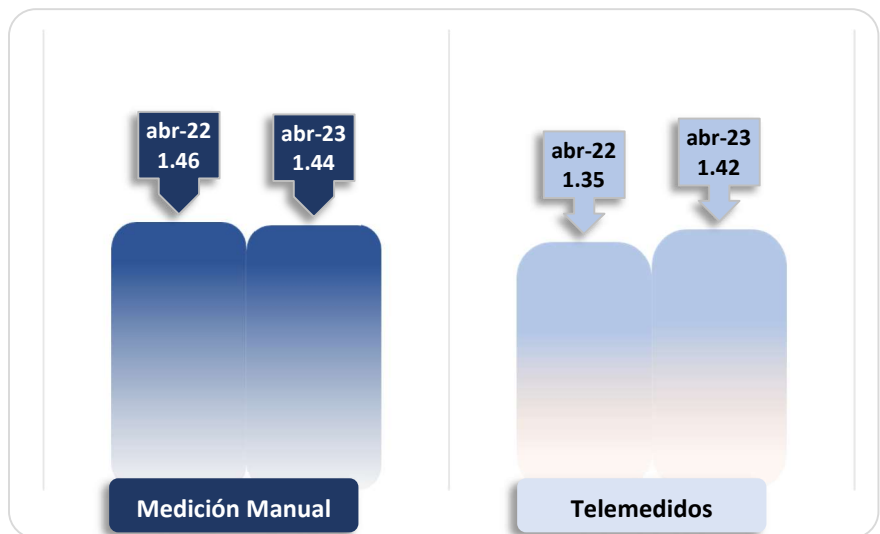 abr-22
1.46
abr-23
1.44
abr-22
1.35
abr-23
1.42
Medición Manual
Telemedidos